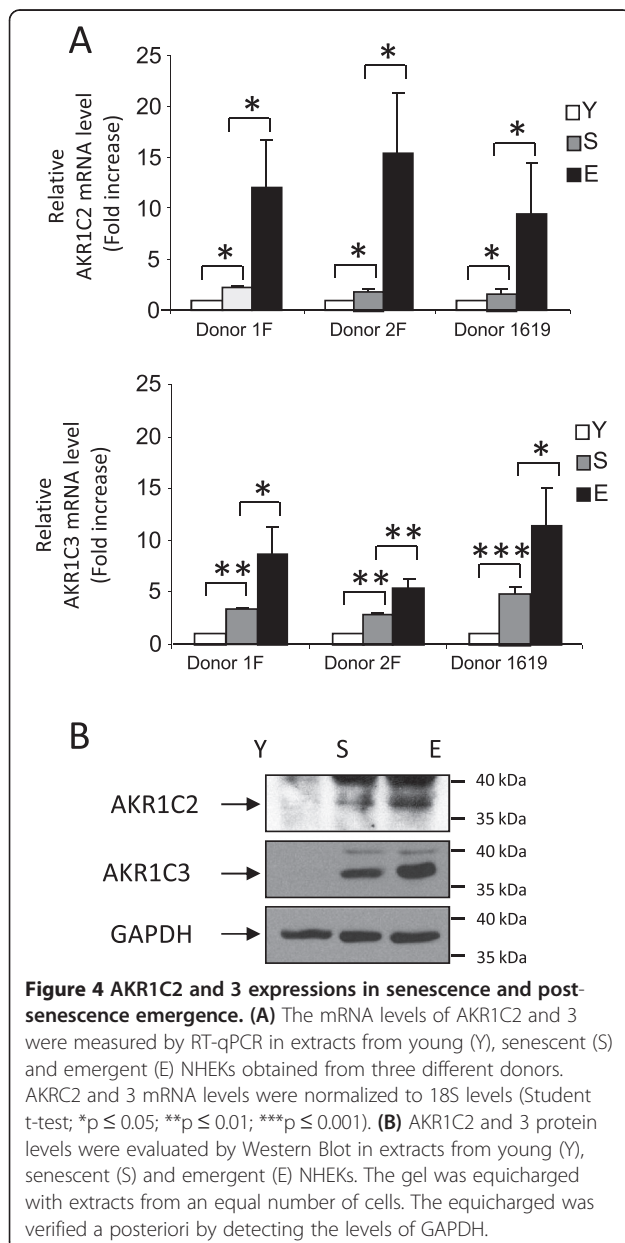 A
Relative
AKR1C2 mRNA level
(Fold increase)
25
20
15
10
5
0
* * * * * *
Y
S
E
Donor 1F Donor 2F Donor 1619
Relative
AKR1C3 mRNA level
(Fold increase)
25
20
15
10
5
0
** * ** ** *** *
Y
S
E
Donor 1F Donor 2F Donor 1619
B
Y S E
AKR1C2
40 kDa
35 kDa
AKR1C3
40 kDa
35 kDa
GAPDH
40 kDa
35 kDa
Figure 4 AKR1C2 and 3 expressions in senescence and post-
senescence emergence. (A) The mRNA levels of AKR1C2 and 3
were measured by RT-qPCR in extracts from young (Y), senescent (S)
and emergent (E) NHEKs obtained from three different donors.
AKRC2 and 3 mRNA levels were normalized to 18S levels (Student
t-test; *p ≤ 0.05; **p ≤ 0.01; ***p ≤ 0.001). (B) AKR1C2 and 3 protein
levels were evaluated by Western Blot in extracts from young (Y),
senescent (S) and emergent (E) NHEKs. The gel was equicharged
with extracts from an equal number of cells. The equicharged was
verified a posteriori by detecting the levels of GAPDH.